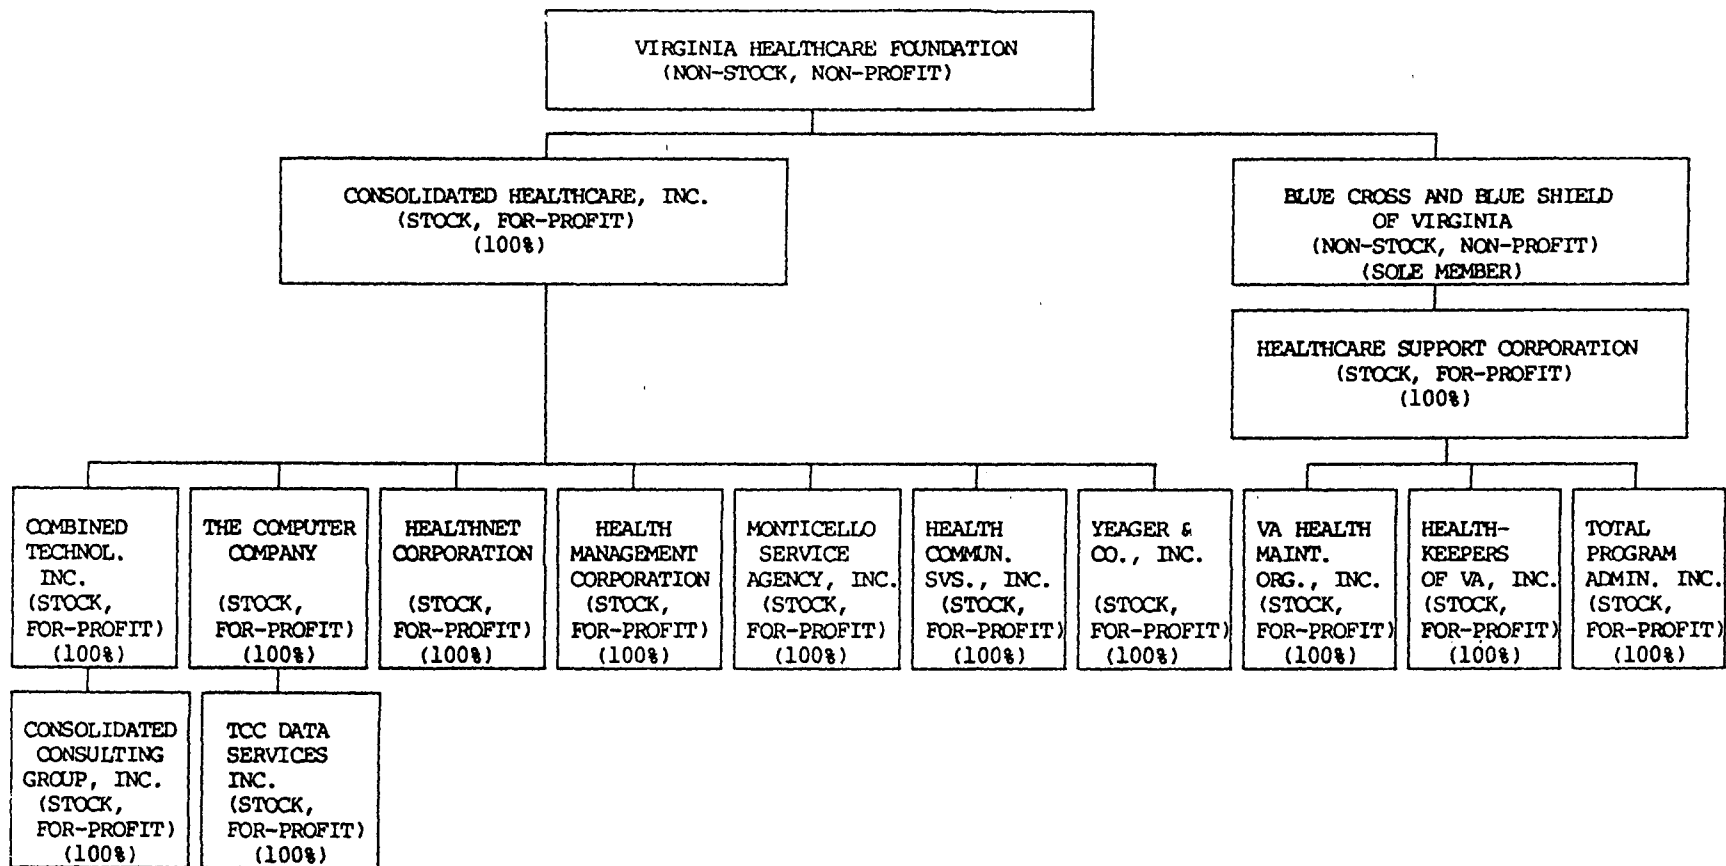 VIRGINIA HEALTHCARE FOUNDATION
(NON-STOCK, NON-PROFIT)
CONSOLIDATED HEALTHCARE, INC.
(STOCK, FOR-PROFIT)
(100%)
BLUE CROSS AND BLUE SHIELD
OF VIRGINIA
(NON-STOCK, NON-PROFIT)
(SOLE MEMBER)
HEALTHCARE SUPPORT CORPORATION
(STOCK, FOR-PROFIT)
(100%)
COMBINED
TECHNOL.
INC.
(STOCK,
FOR-PROFIT)
(100%)
THE COMPUTER
COMPANY
(STOCK,
FOR-PROFIT)
(100%)
HEALTHNET
CORPORATION
(STOCK,
FOR-PROFIT)
(100%)
HEALTH
MANAGEMENT
CORPORATION
(STOCK,
FOR-PROFIT)
(100%)
MONTICELLO
SERVICE
AGENCY, INC.
(STOCK,
FOR-PROFIT)
(100%)
HEALTH
COMMUN.
SVS., INC.
(STOCK,
FOR-PROFIT)
(100%)
YEAGER &
CO., INC.
(STOCK,
FOR-PROFIT)
(100%)
VA HEALTH
MAINT.
ORG., INC.
(STOCK,
FOR-PROFIT)
(100%)
HEALTH-
KEEPERS
OF VA, INC.
(STOCK,
FOR-PROFIT)
(100%)
TOTAL
PROGRAM
ADMIN. INC.
(STOCK,
FOR-PROFIT)
(100%)
CONSOLIDATED
CONSULTING
GROUP, INC.
(STOCK,
FOR-PROFIT)
(100%)
TCC DATA
SERVICES
INC.
(STOCK,
FOR-PROFIT)
(100%)